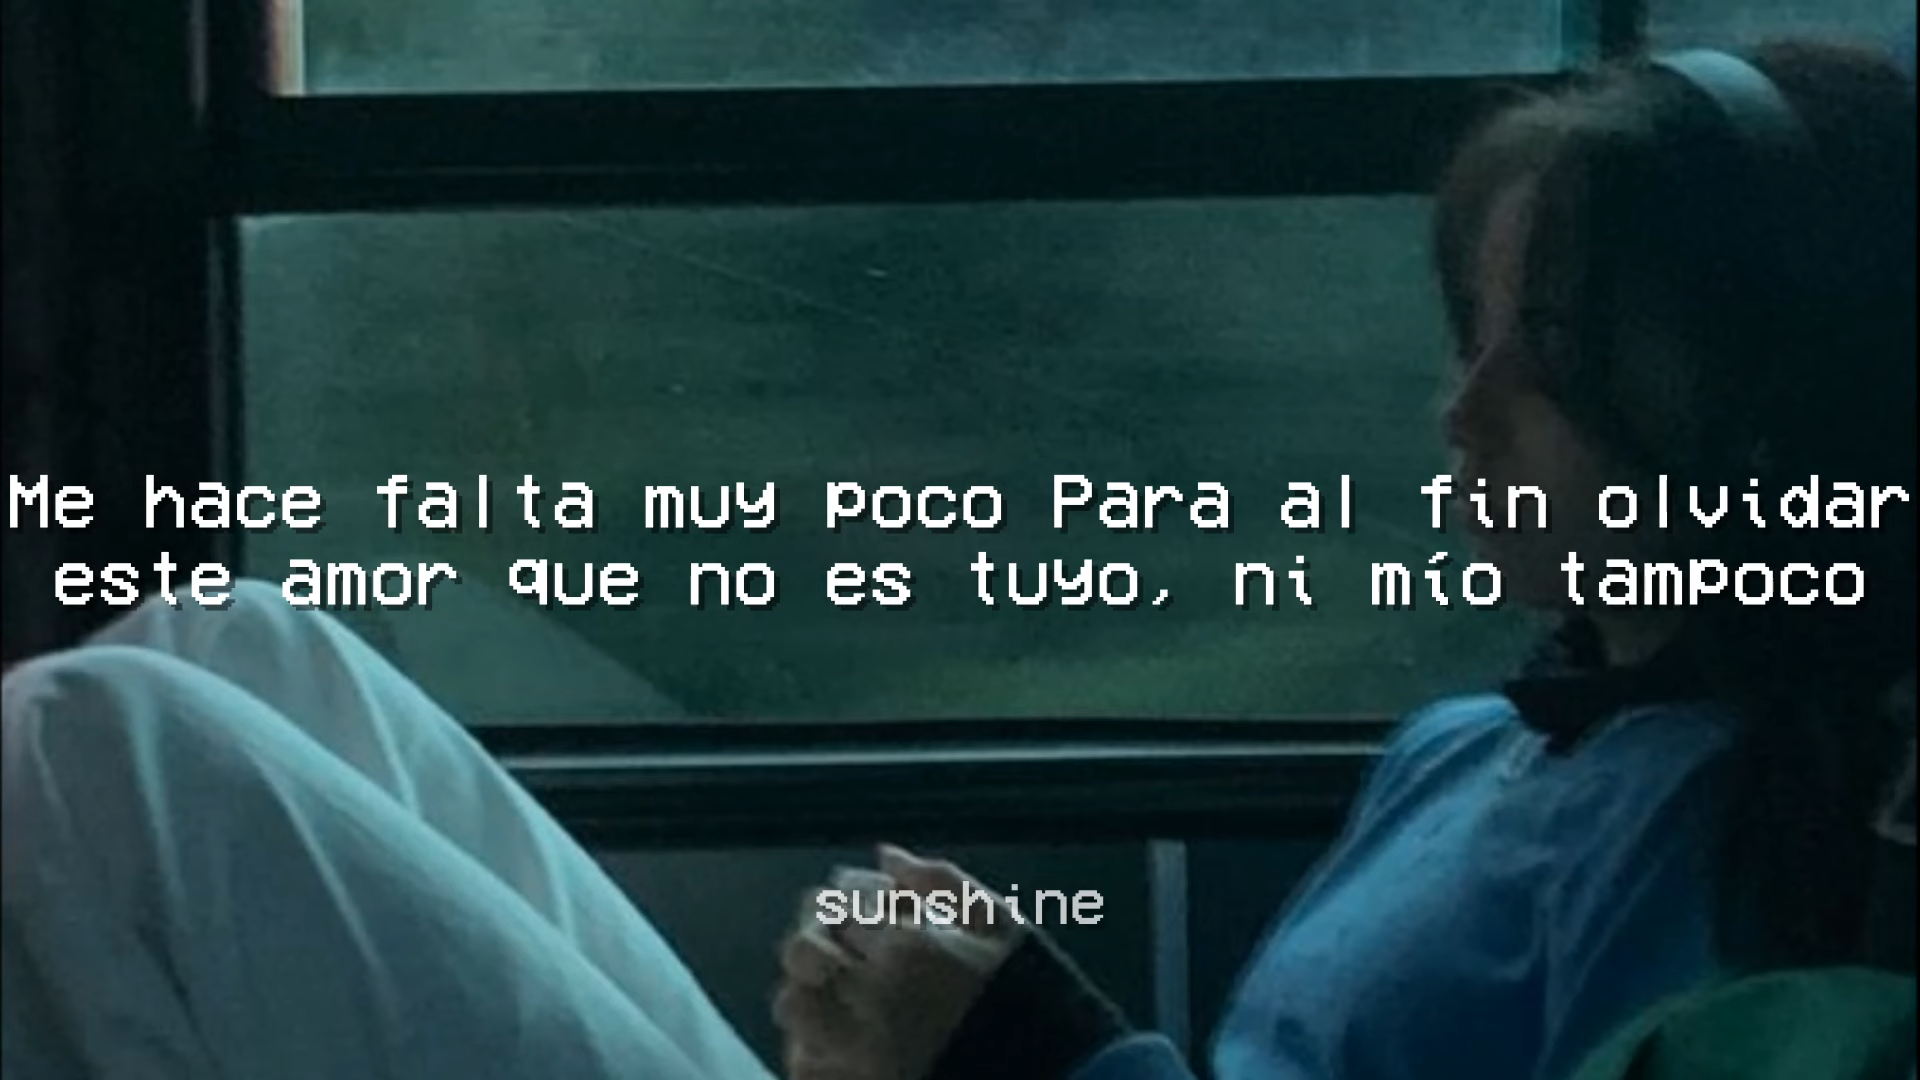 Me hace falta muy poco Para al fin olvidar
este amor que no es tuyo, ni mío tampoco
sunshine